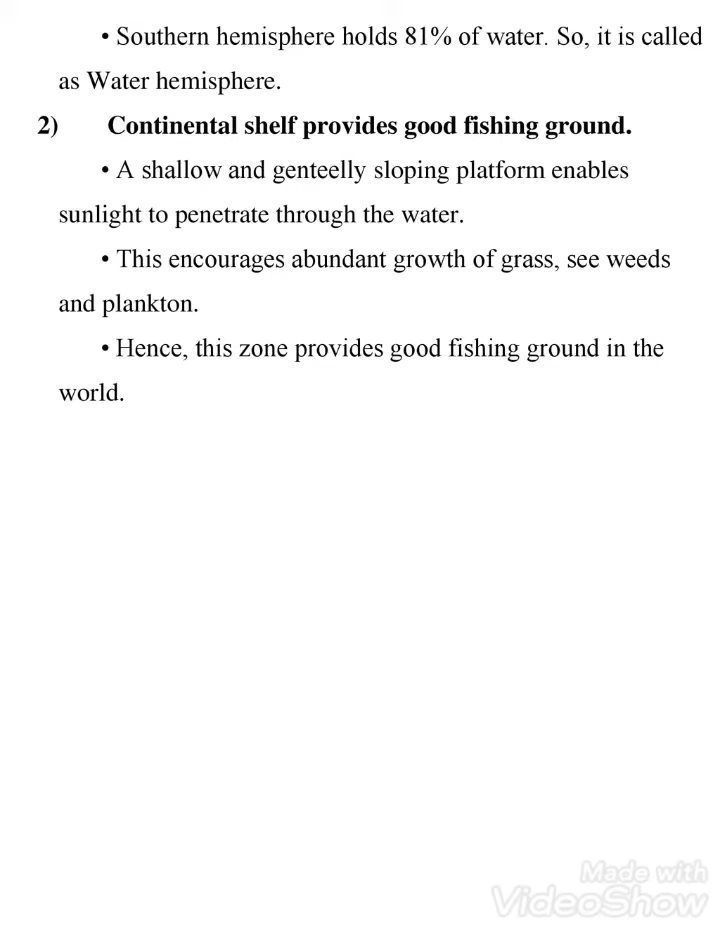 • Southern hemisphere holds 81% of water. So, it is called
as Water hemisphere.
2) Continental shelf provides good fishing ground.
• A shallow and genteelly sloping platform enables
sunlight to penetrate through the water.
• This encourages abundant growth of grass, see weeds
and plankton.
• Hence, this zone provides good fishing ground in the
world.
Made with
VideoShow